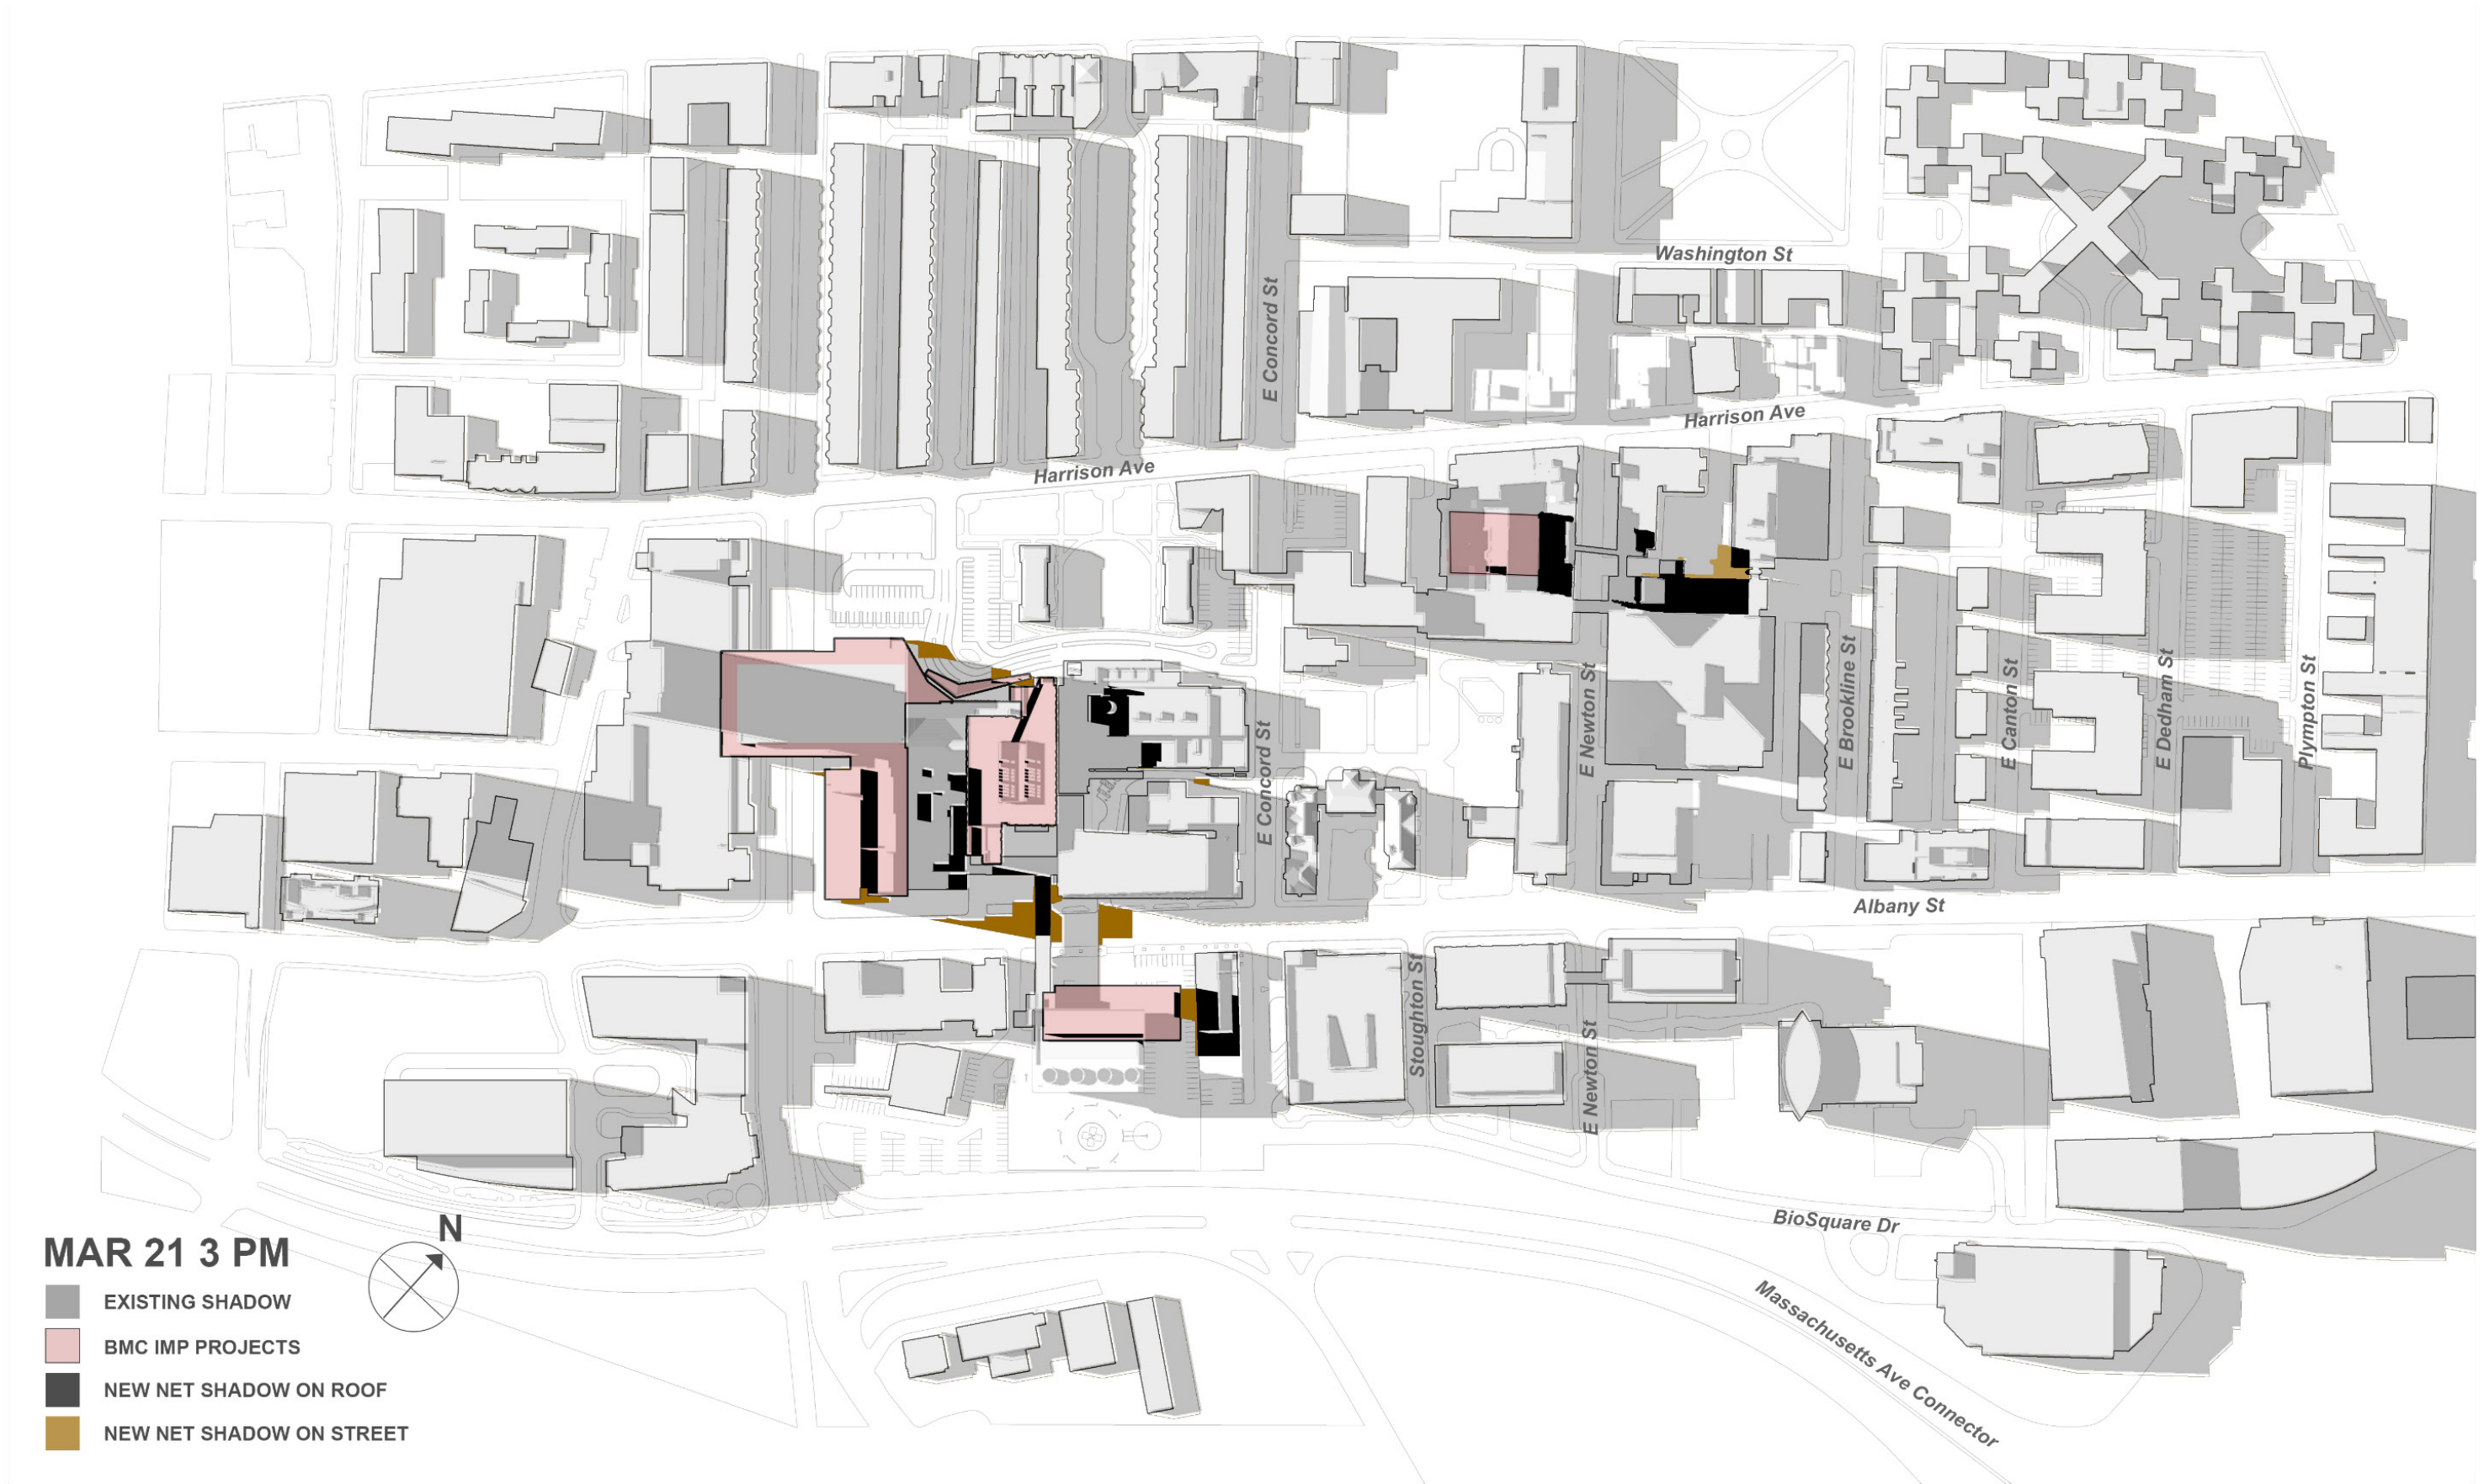 Washington St
E Concord St
Harrison Ave
Harrison Ave
E Newton St
E Brookline St
E Canton St
E Dedham St
Plympton St
E Concord St
Albany St
Stoughton St
E Newton St
BioSquare Dr
Massachusetts Ave Connector
N
MAR 21 3 PM
EXISTING SHADOW
BMC IMP PROJECTS
NEW NET SHADOW ON ROOF
NEW NET SHADOW ON STREET